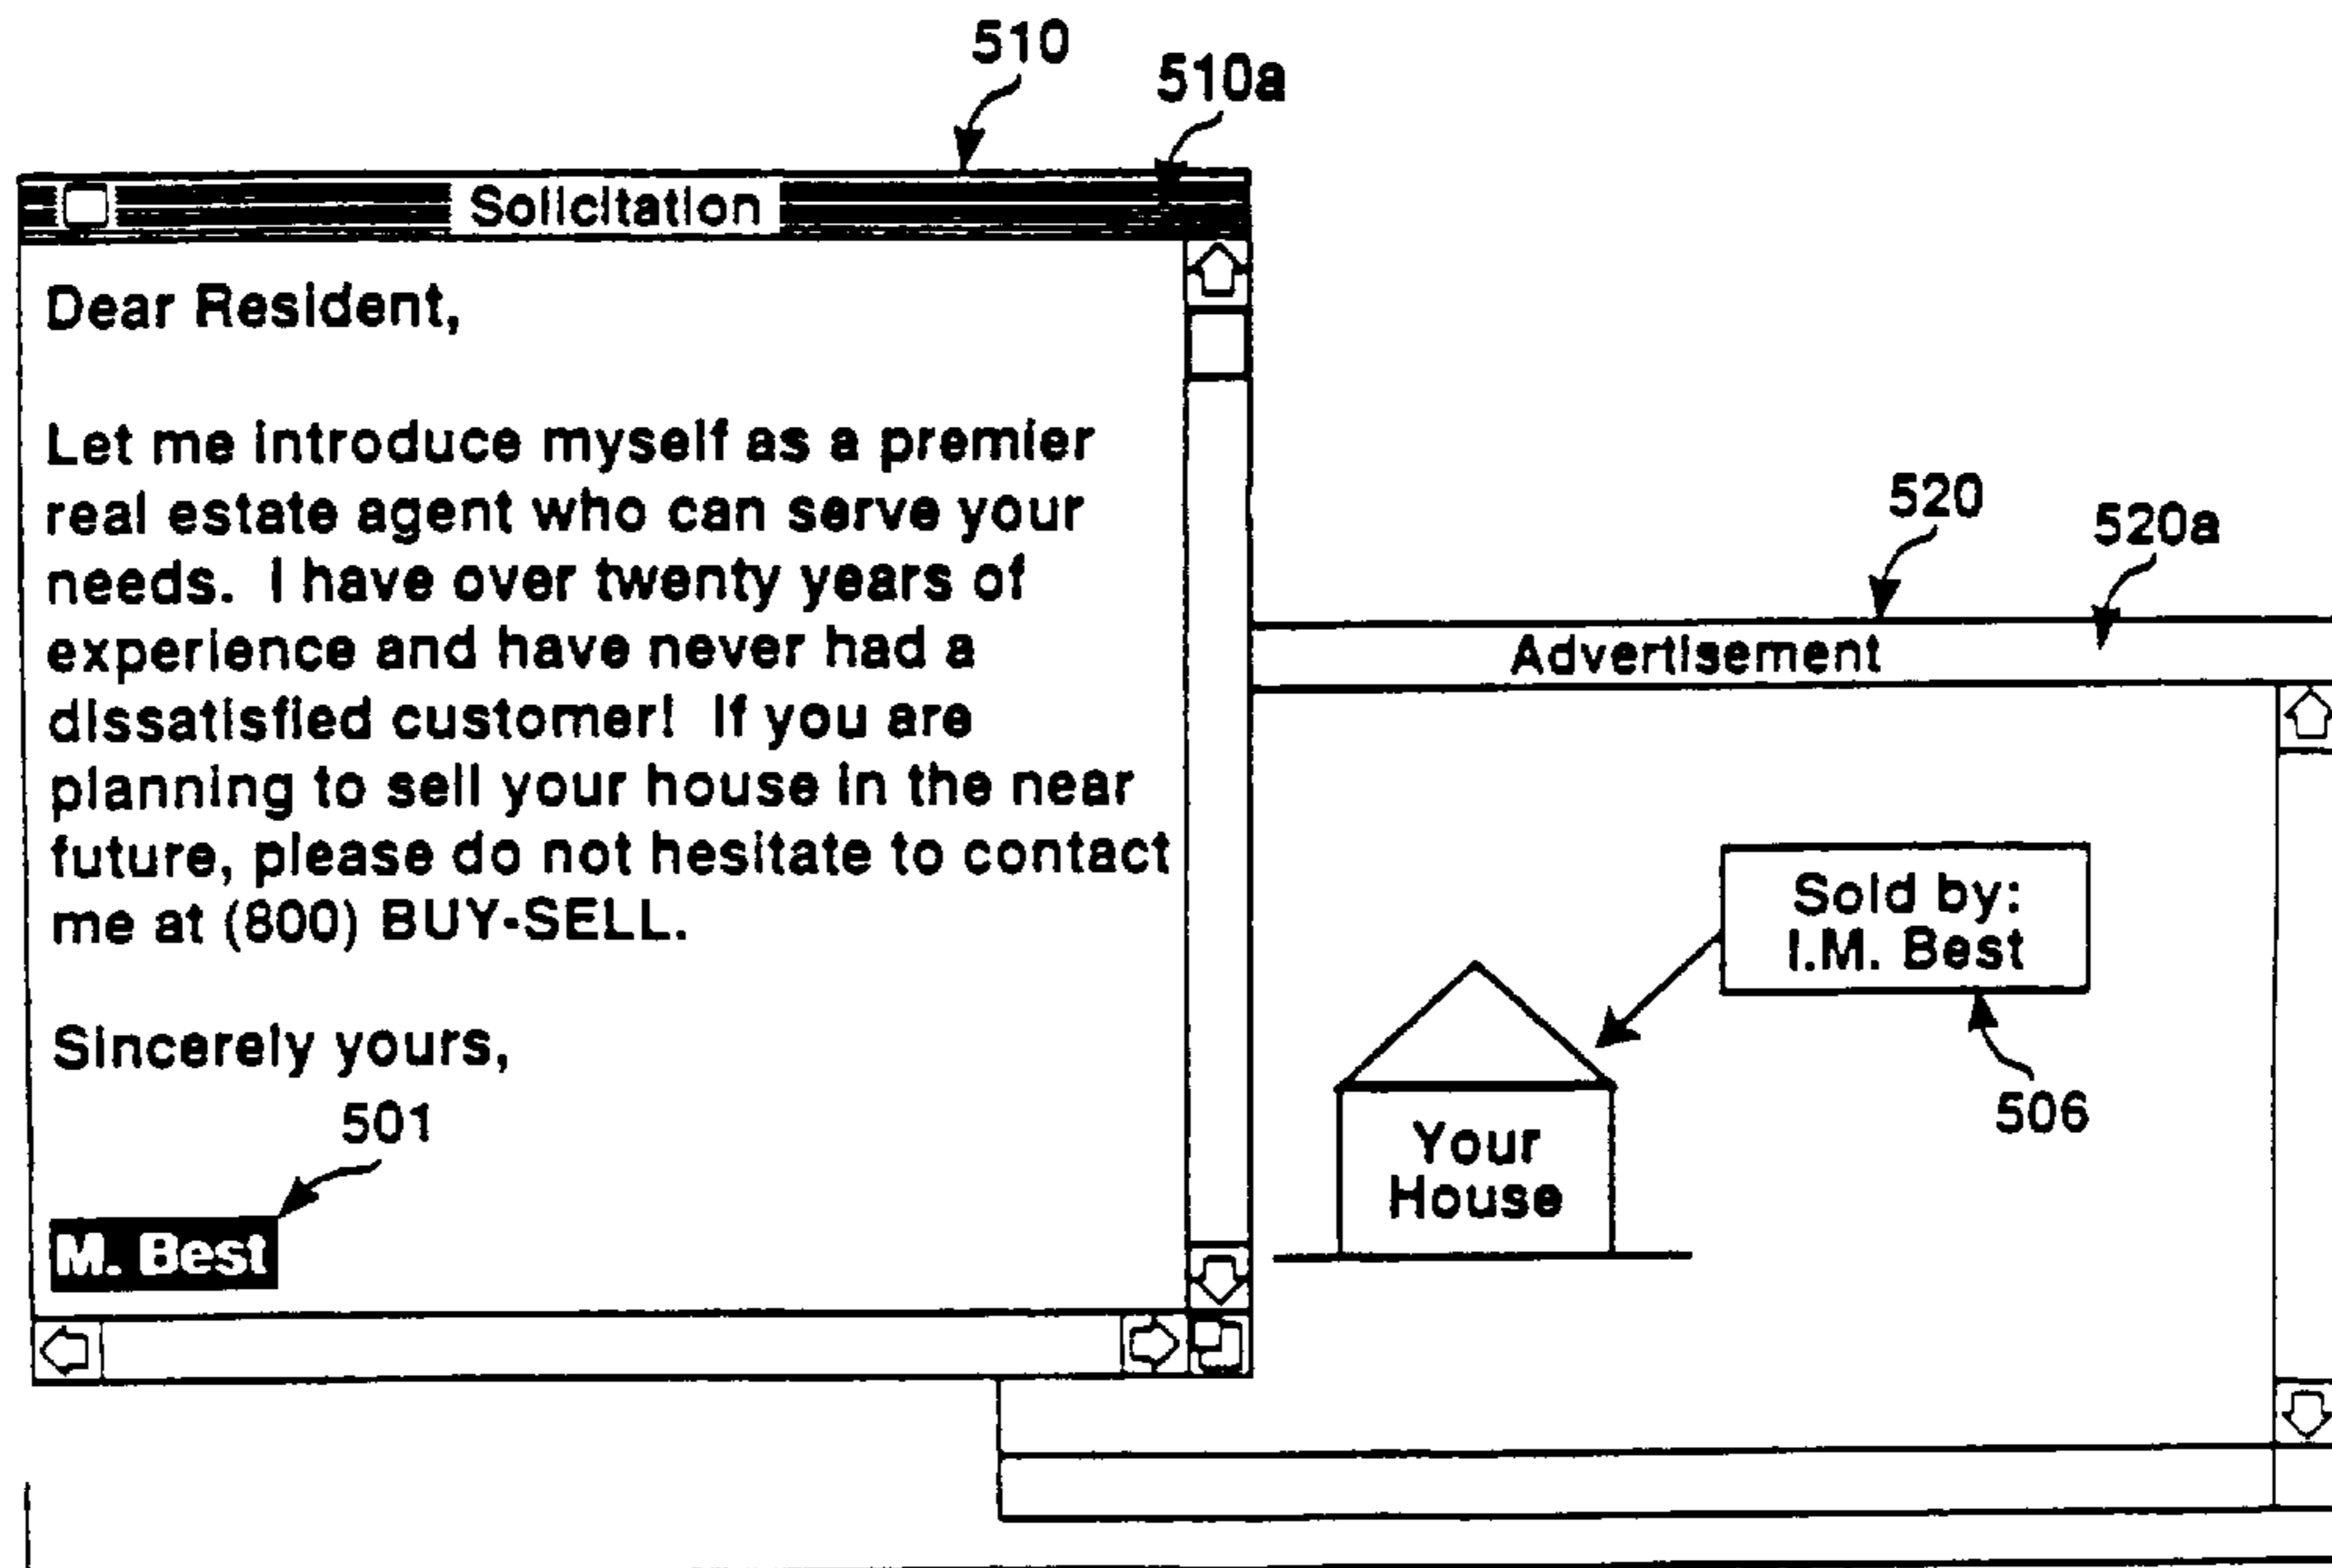 510
510a
Solicitation
Dear Resident,
Let me introduce myself as a premier
real estate agent who can serve your
needs. I have over twenty years of
experience and have never had a
dissatisfied customer! If you are
planning to sell your house in the near
future, please do not hesitate to contact
me at (800) BUY-SELL.
Sincerely yours,
501
M. Best
520
520a
Advertisement
Sold by:
I.M. Best
506
Your
House